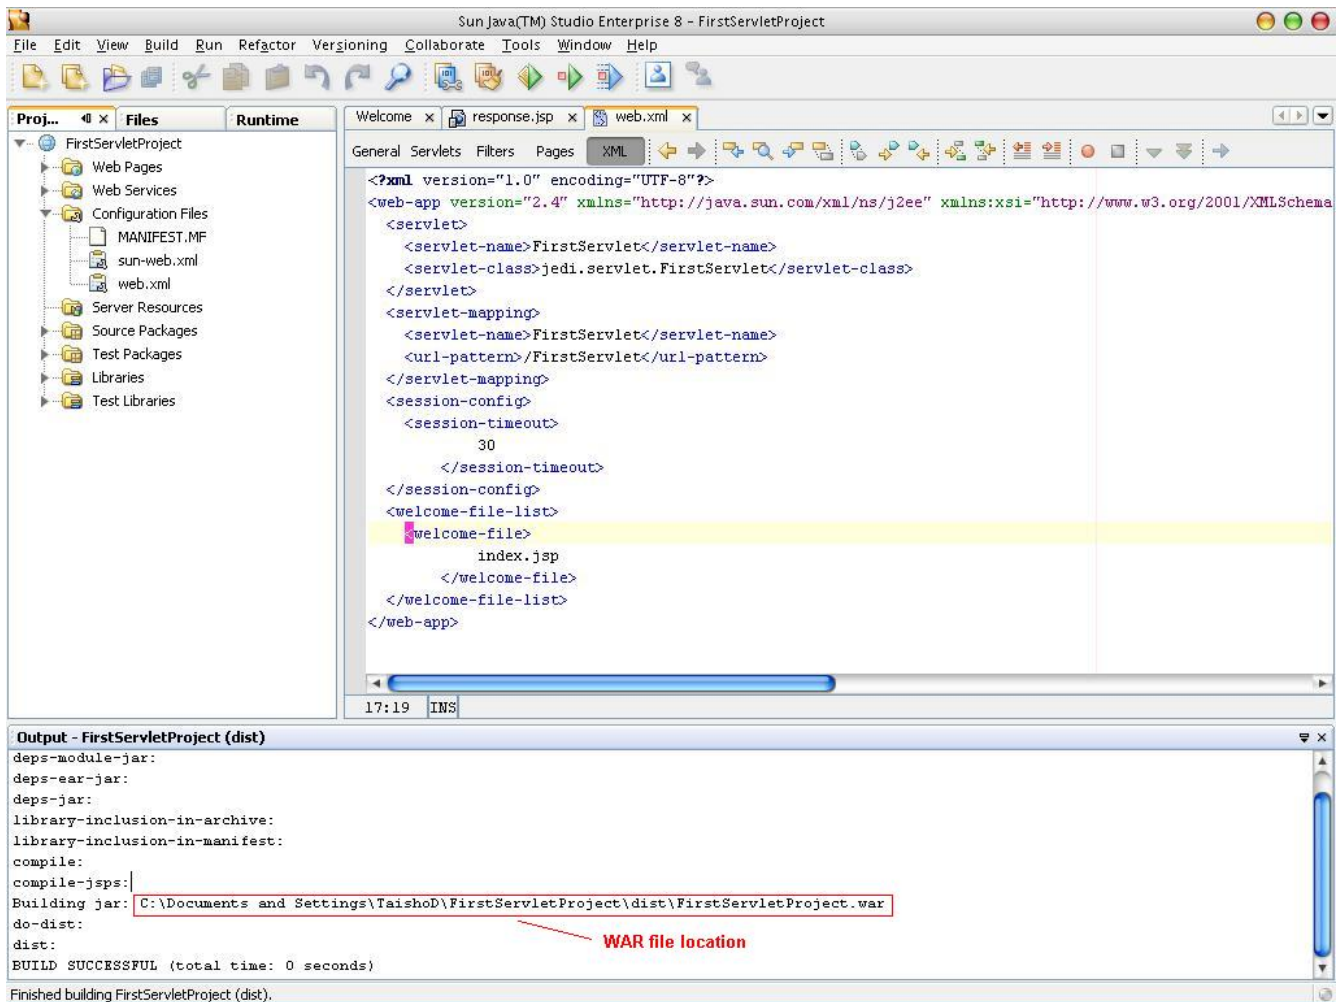 Sun Java(TM) Studio Enterprise 8 - FirstServletProject
File Edit View Build Run Refactor Versioning Collaborate Tools Window Help
Proj... Files Runtime
FirstServletProject
Web Pages
Web Services
Configuration Files
MANIFEST.MF
sun-web.xml
web.xml
Server Resources
Source Packages
Test Packages
Libraries
Test Libraries
Welcome response.jsp web.xml
General Servlets Filters Pages XML
<?xml version="1.0" encoding="UTF-8"?>
<web-app version="2.4" xmlns="http://java.sun.com/xml/ns/j2ee" xmlns:xsi="http://www.w3.org/2001/XMLSchema
<servlet>
<servlet-name>FirstServlet</servlet-name>
<servlet-class>jedi.servlet.FirstServlet</servlet-class>
</servlet>
<servlet-mapping>
<servlet-name>FirstServlet</servlet-name>
<url-pattern>/FirstServlet</url-pattern>
</servlet-mapping>
<session-config>
<session-timeout>
30
</session-timeout>
</session-config>
<welcome-file-list>
<welcome-file>
index.jsp
</welcome-file>
</welcome-file-list>
</web-app>
17:19 INS
Output - FirstServletProject (dist)
deps-module-jar:
deps-ear-jar:
deps-jar:
library-inclusion-in-archive:
library-inclusion-in-manifest:
compile:
compile-jsps:
Building jar: C:\Documents and Settings\TaishoD\FirstServletProject\dist\FirstServletProject.war
do-dist:
dist:
WAR file location
BUILD SUCCESSFUL (total time: 0 seconds)
Finished building FirstServletProject (dist).